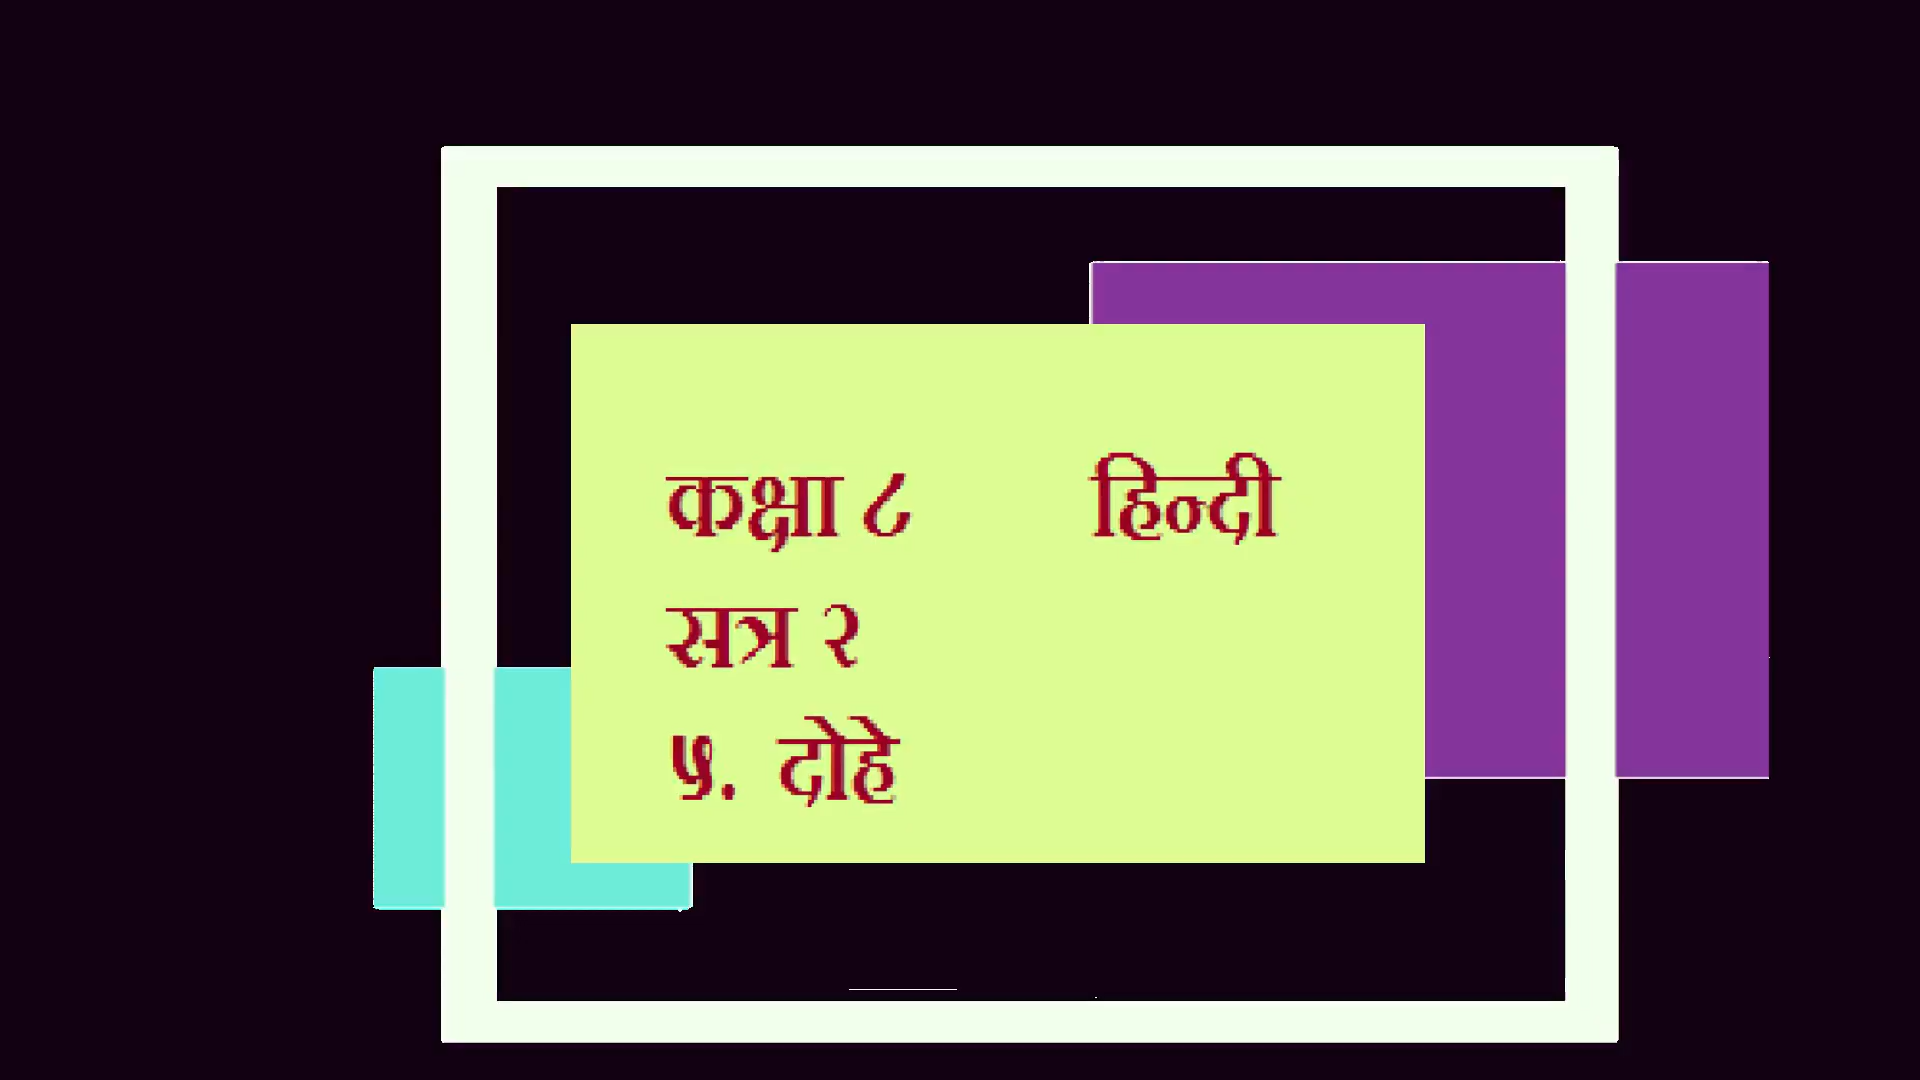 कक्षा ८ हिन्दी
सत्र २
५. दोहे